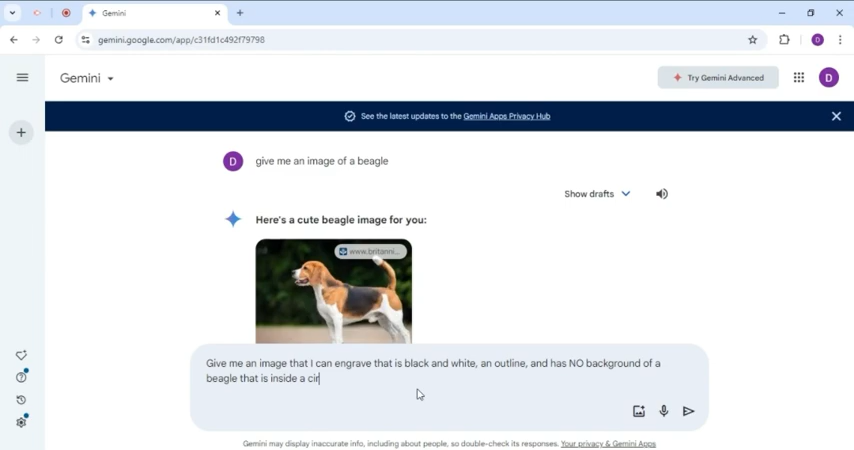 Gemini
gemini.google.com/app/c31fd1c492f79798
D
Gemini
Try Gemini Advanced
D
See the latest updates to the Gemini Apps Privacy Hub
D
give me an image of a beagle
Show drafts
Here's a cute beagle image for you:
www.britanni...
Give me an image that I can engrave that is black and white, an outline, and has NO background of a
beagle that is inside a cir
Gemini may display inaccurate info, including about people, so double-check its responses. Your privacy & Gemini Apps